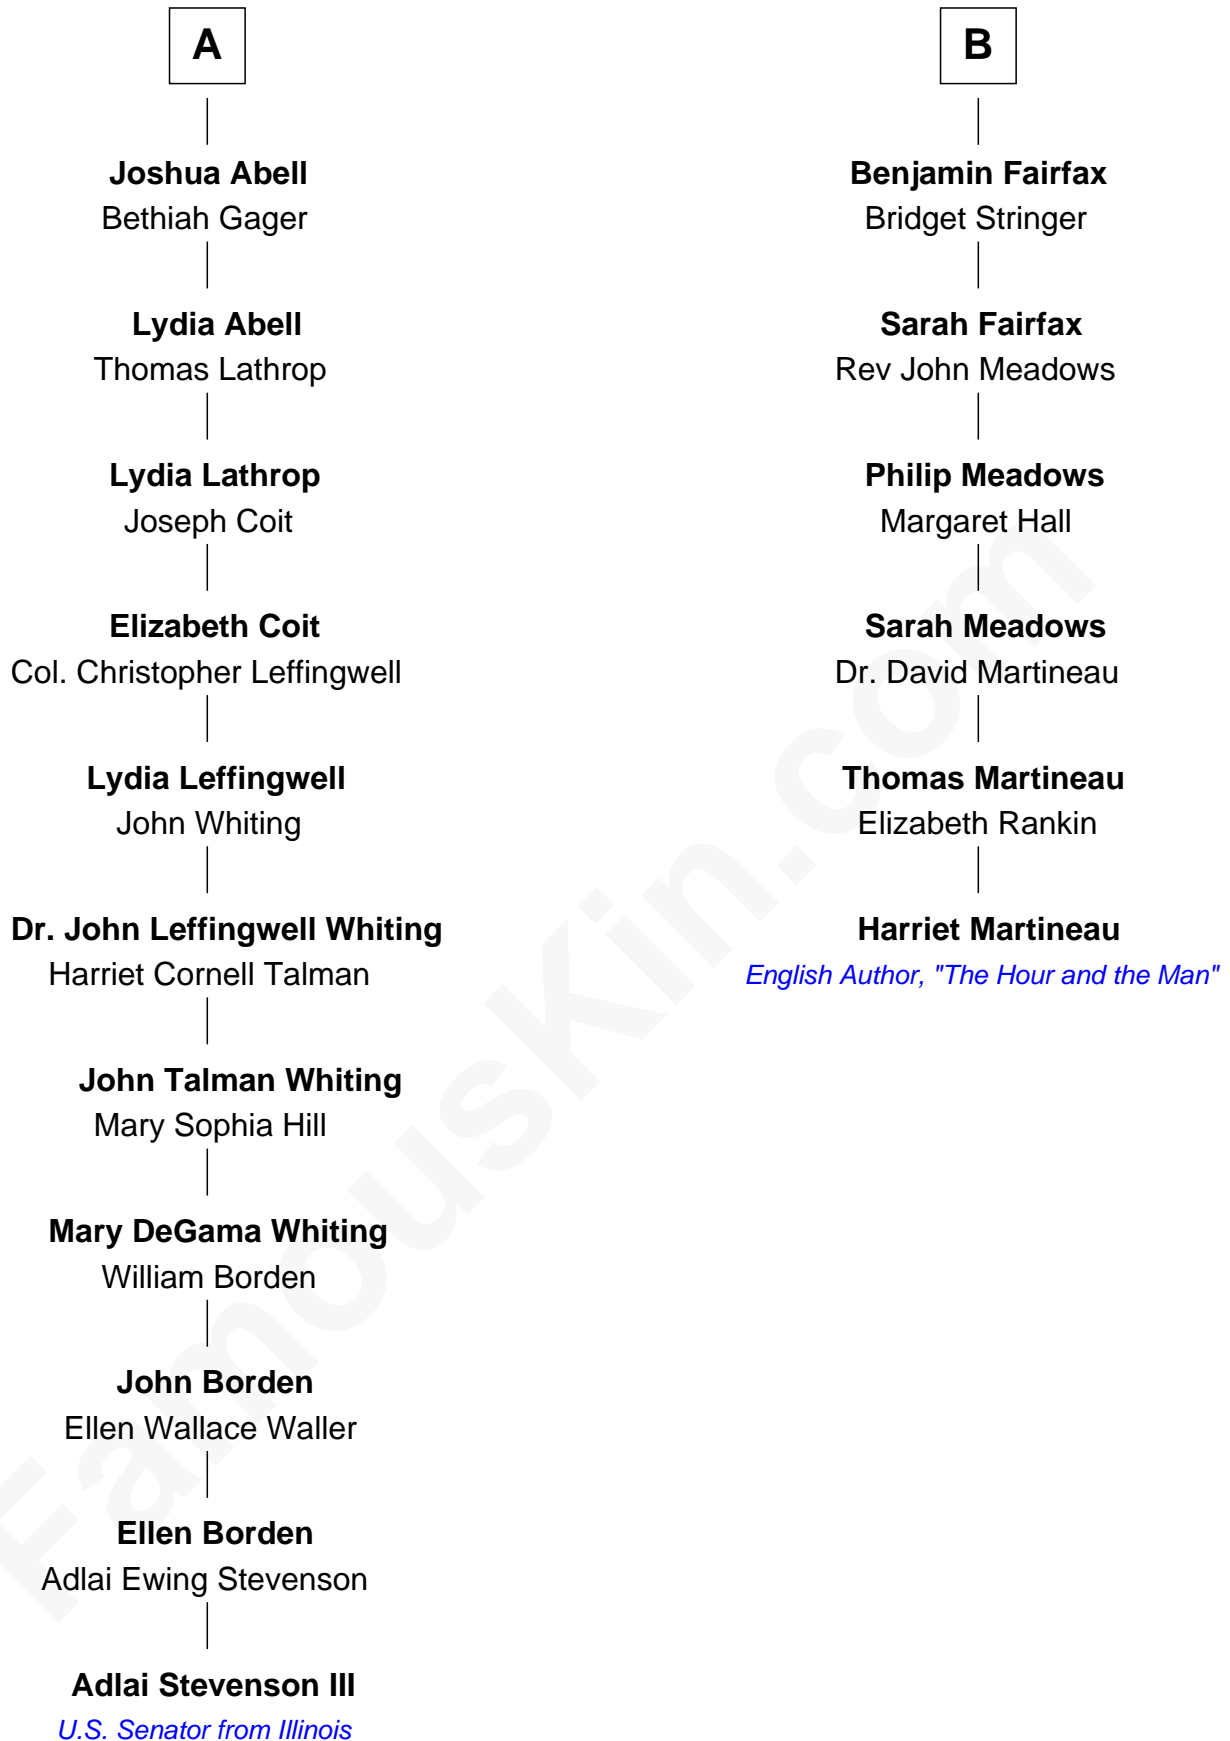 A
Joshua Abell
Bethiah Gager
Lydia Abell
Thomas Lathrop
Lydia Lathrop
Joseph Coit
Elizabeth Coit
Col. Christopher Leffingwell
Lydia Leffingwell
John Whiting
Dr. John Leffingwell Whiting
Harriet Cornell Talman
John Talman Whiting
Mary Sophia Hill
Mary DeGama Whiting
William Borden
John Borden
Ellen Wallace Waller
Ellen Borden
Adlai Ewing Stevenson
Adlai Stevenson III
U.S. Senator from Illinois
B
Benjamin Fairfax
Bridget Stringer
Sarah Fairfax
Rev John Meadows
Philip Meadows
Margaret Hall
Sarah Meadows
Dr. David Martineau
Thomas Martineau
Elizabeth Rankin
Harriet Martineau
English Author, "The Hour and the Man"
FamousKin.com